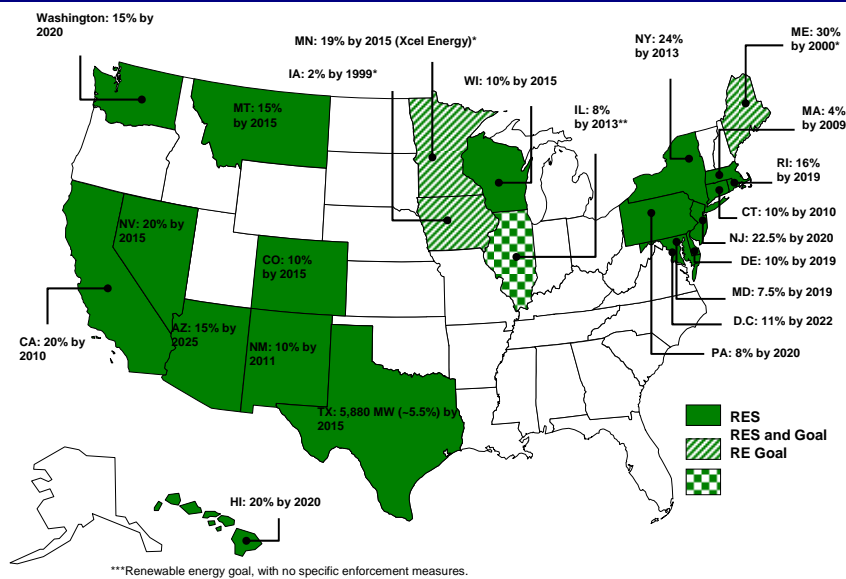 Washington: 15% by
2020
MN: 19% by 2015 (Xcel Energy)*
IA: 2% by 1999*
WI: 10% by 2015
NY: 24%
by 2013
ME: 30%
by 2000*
IL: 8%
by 2013**
MA: 4%
by 2009
MT: 15%
by 2015
RI: 16%
by 2019
CT: 10% by 2010
NV: 20% by
2015
NJ: 22.5% by 2020
CO: 10%
by 2015
DE: 10% by 2019
MD: 7.5% by 2019
D.C: 11% by 2022
CA: 20% by
2010
AZ: 15% by
2025
NM: 10% by
2011
PA: 8% by 2020
TX: 5,880 MW (~5.5%) by
2015
RES
RES and Goal
RE Goal
HI: 20% by 2020
***Renewable energy goal, with no specific enforcement measures.